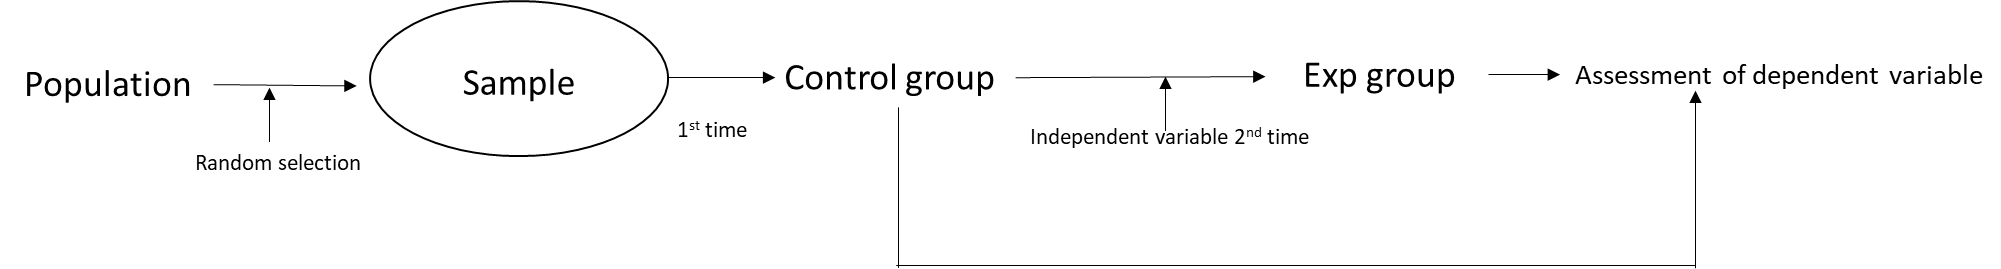 Population
Random selection
Sample
1st time
Control group
Independent variable 2nd time
Exp group
Assessment of dependent variable